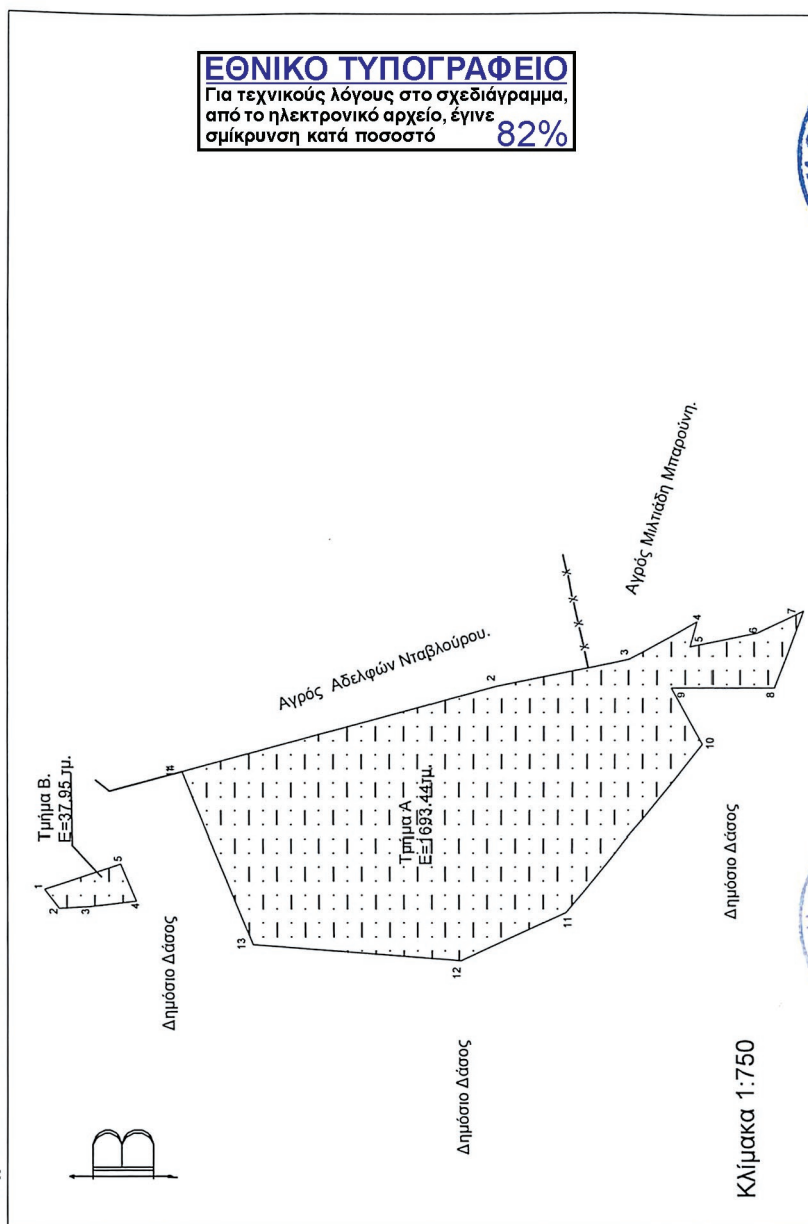 ΕΘΝΙΚΟ ΤΥΠΟΓΡΑΦΕΙΟ
Για τεχνικούς λόγους στο σχεδιάγραμμα,
από το ηλεκτρονικό αρχείο, έγινε
σμίκρυνση κατά ποσοστό 82%
Τμήμα Β.
Ε=37.95 τμ.
1
2
3
4
5
Δημόσιο Δάσος
Β
Αγρός Αδελφών Νταβλούρου.
Αγρός Μιλτιάδη Μπαρούνη.
Τμήμα Α
Ε=1693.44τμ.
2
3
4
5
6
7
8
9
10
11
12
13
Δημόσιο Δάσος
Δημόσιο Δάσος
Κλίμακα 1:750